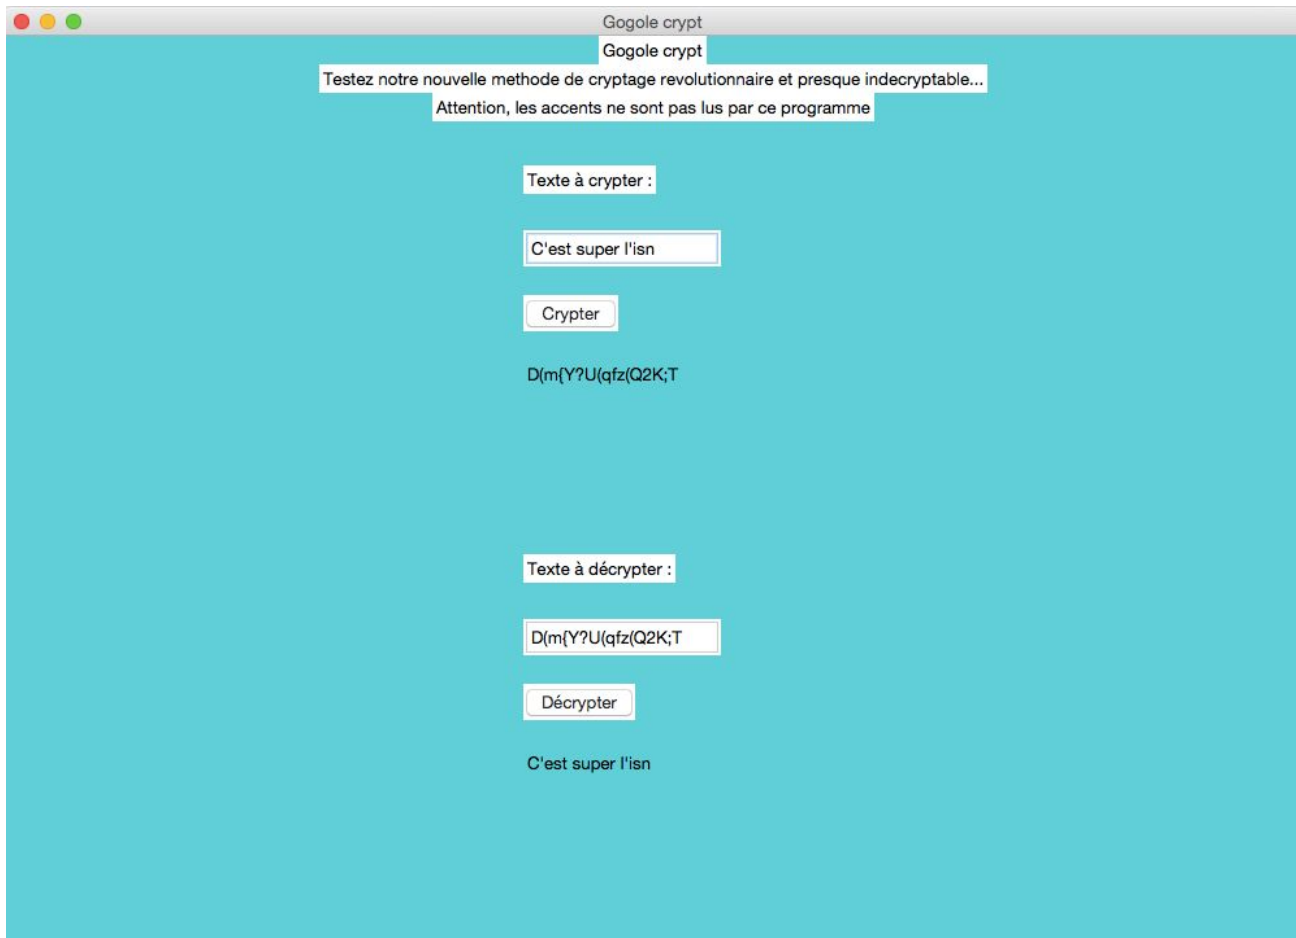 Gogole crypt
Gogole crypt
Testez notre nouvelle methode de cryptage revolutionnaire et presque indecryptable...
Attention, les accents ne sont pas lus par ce programme
Texte à crypter :
C'est super l'isn
Crypter
D(m{Y?U(qfz(Q2K;T
Texte à décrypter :
D(m{Y?U(qfz(Q2K;T
Décrypter
C'est super l'isn